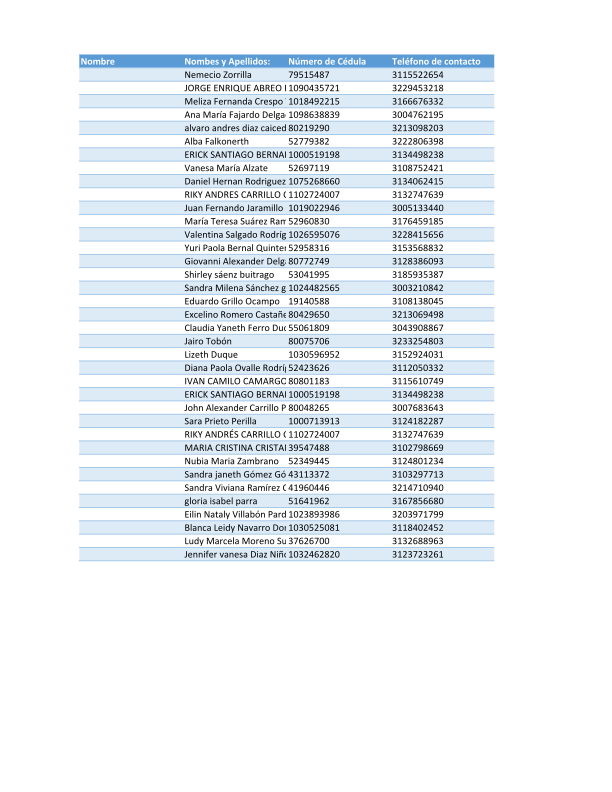 Nombre Nombres y Apellidos: Número de Cédula Teléfono de contacto
Nemecio Zorrilla 79515487 3115522654
JORGE ENRIQUE ABREO 1090435721 3229453218
Meliza Fernanda Crespo 1018492215 3166676332
Ana María Fajardo Delga 1098638839 3004762195
alvaro andres diaz caiced 80219290 3213098203
Alba Falkonerth 52779382 3222806398
ERICK SANTIAGO BERNAL 1000519198 3134498238
Vanesa María Alzate 52697119 3108752421
Daniel Hernan Rodriguez 1075268660 3134062415
RIKY ANDRES CARRILLO C 1102724007 3132747639
Juan Fernando Jaramillo 1019022946 3005133440
María Teresa Suárez Ram 52960830 3176459185
Valentina Salgado Rodríg 1026595076 3228415656
Yuri Paola Bernal Quinte 52958316 3153568832
Giovanni Alexander Delg 80772749 3128386093
Shirley sáenz buitrago 53041995 3185935387
Sandra Milena Sánchez g 1024482565 3003210842
Eduardo Grillo Ocampo 19140588 3108138045
Excelino Romero Castañe 80429650 3213069498
Claudia Yaneth Ferro Duc 55061809 3043908867
Jairo Tobón 80075706 3233254803
Lizeth Duque 1030596952 3152924031
Diana Paola Ovalle Rodríg 52423626 3112050332
IVAN CAMILO CAMARGO 80801183 3115610749
ERICK SANTIAGO BERNAL 1000519198 3134498238
John Alexander Carrillo P 80048265 3007683643
Sara Prieto Perilla 1000713913 3124182287
RIKY ANDRÉS CARRILLO C 1102724007 3132747639
MARIA CRISTINA CRISTA 39547488 3102798669
Nubia Maria Zambrano 52349445 3124801234
Sandra janeth Gómez Gó 43113372 3103297713
Sandra Viviana Ramírez C 41960446 3214710940
gloria isabel parra 51641962 3167856680
Eilin Nataly Villabón Pard 1023893986 3203971799
Blanca Leidy Navarro Do 1030525081 3118402452
Ludy Marcela Moreno Su 37626700 3132688963
Jennifer vanesa Diaz Niño 1032462820 3123723261